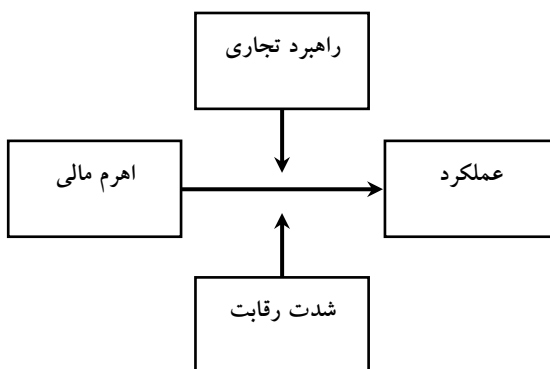 راهبرد تجاری
اهرم مالی
عملکرد
شدت رقابت